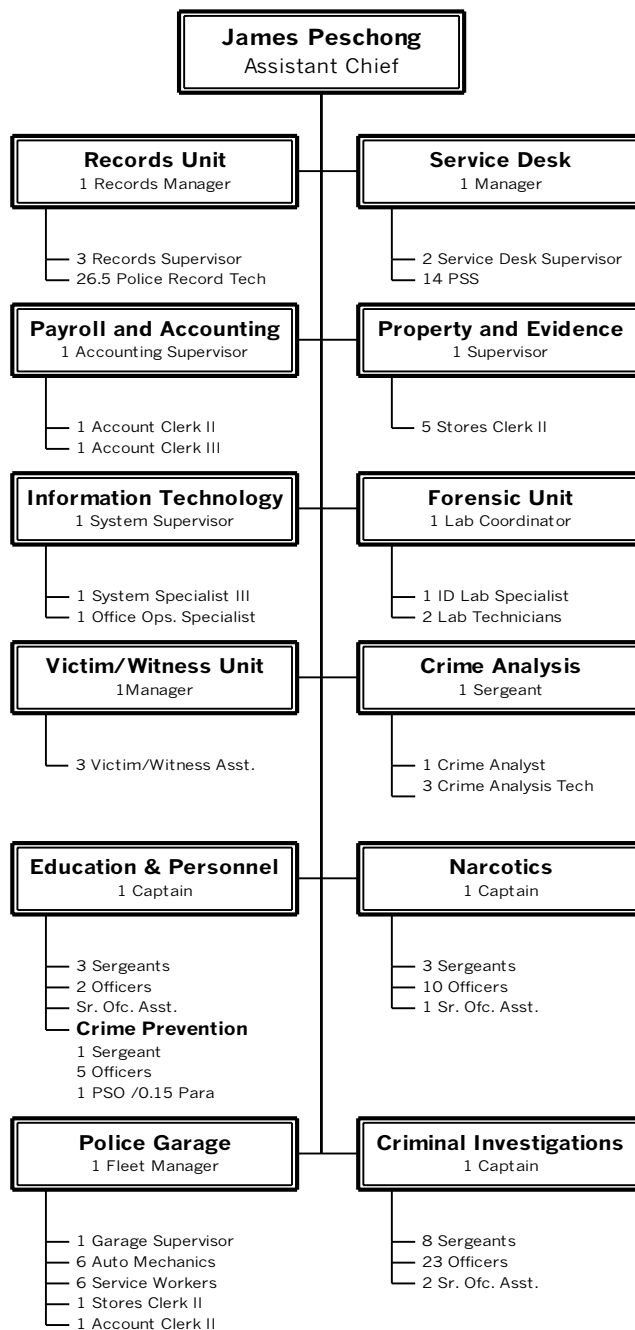 James Peschong
Assistant Chief
Records Unit
1 Records Manager
3 Records Supervisor
26.5 Police Record Tech
Service Desk
1 Manager
2 Service Desk Supervisor
14 PSS
Payroll and Accounting
1 Accounting Supervisor
1 Account Clerk II
1 Account Clerk III
Property and Evidence
1 Supervisor
5 Stores Clerk II
Information Technology
1 System Supervisor
1 System Specialist III
1 Office Ops. Specialist
Forensic Unit
1 Lab Coordinator
1 ID Lab Specialist
2 Lab Technicians
Victim/Witness Unit
1Manager
3 Victim/Witness Asst.
Crime Analysis
1 Sergeant
1 Crime Analyst
3 Crime Analysis Tech
Education & Personnel
1 Captain
3 Sergeants
2 Officers
Sr. Ofc. Asst.
Crime Prevention
1 Sergeant
5 Officers
1 PSO /0.15 Para
Narcotics
1 Captain
3 Sergeants
10 Officers
1 Sr. Ofc. Asst.
Police Garage
1 Fleet Manager
1 Garage Supervisor
6 Auto Mechanics
6 Service Workers
1 Stores Clerk II
1 Account Clerk II
Criminal Investigations
1 Captain
8 Sergeants
23 Officers
2 Sr. Ofc. Asst.